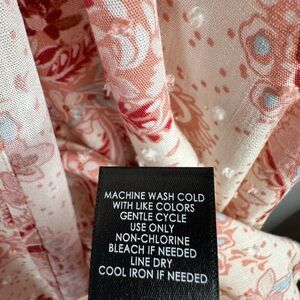 MACHINE WASH COLD
WITH LIKE COLORS
GENTLE CYCLE
USE ONLY
NON-CHLORINE
BLEACH IF NEEDED
LINE DRY
COOL IRON IF NEEDED